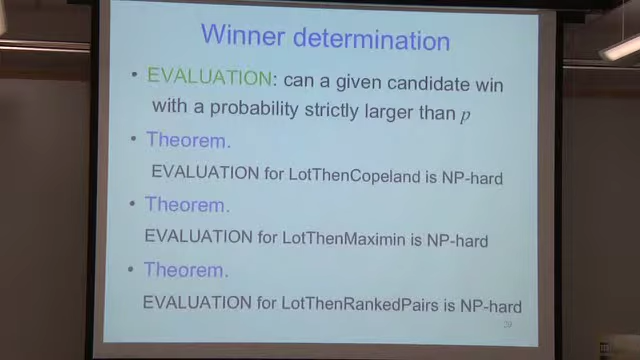 Winner determination
• EVALUATION: can a given candidate win
with a probability strictly larger than p
• Theorem.
EVALUATION for LotThenCopeland is NP-hard
• Theorem.
EVALUATION for LotThenMaximin is NP-hard
• Theorem.
EVALUATION for LotThenRankedPairs is NP-hard
39